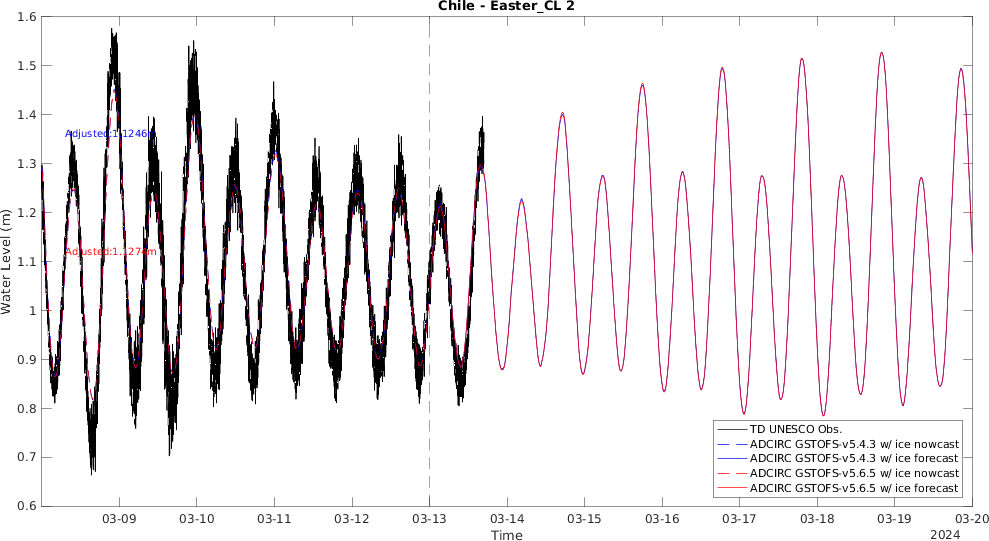 Chile - Easter_CL 2
Water Level (m)
1.6
1.5
1.4
1.3
1.2
1.1
1
0.9
0.8
0.7
0.6
Adjusted:1.1246m
Adjusted:1.1274m
TD UNESCO Obs.
ADCIRC GSTOFS-v5.4.3 w/ ice nowcast
ADCIRC GSTOFS-v5.4.3 w/ ice forecast
ADCIRC GSTOFS-v5.6.5 w/ ice nowcast
ADCIRC GSTOFS-v5.6.5 w/ ice forecast
03-09 03-10 03-11 03-12 03-13 03-14 03-15 03-16 03-17 03-18 03-19 03-20
Time
2024